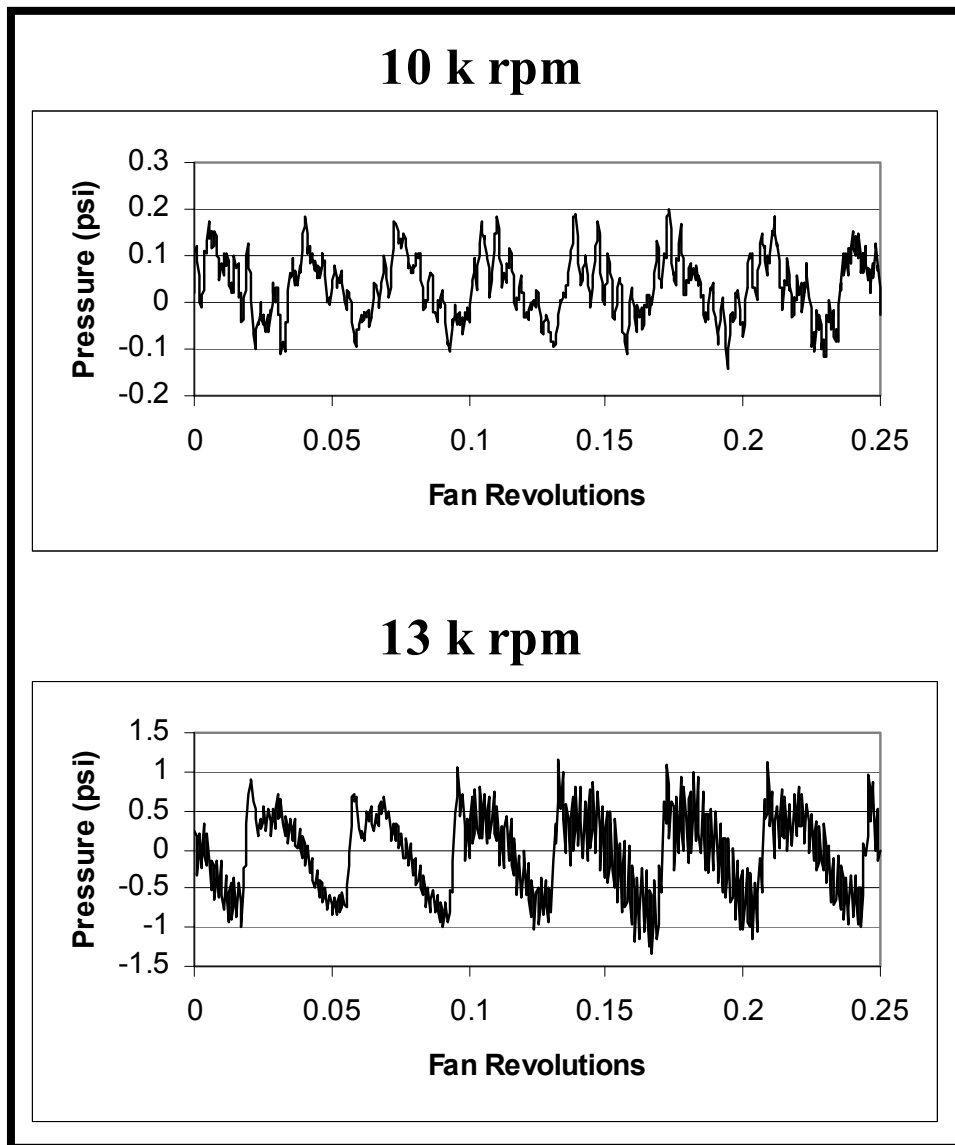 10 k rpm
0.3
0.2
0.1
0
-0.1
-0.2
Pressure (psi)
0 0.05 0.1 0.15 0.2 0.25
Fan Revolutions
13 k rpm
1.5
1
0.5
0
-0.5
-1
-1.5
Pressure (psi)
0 0.05 0.1 0.15 0.2 0.25
Fan Revolutions